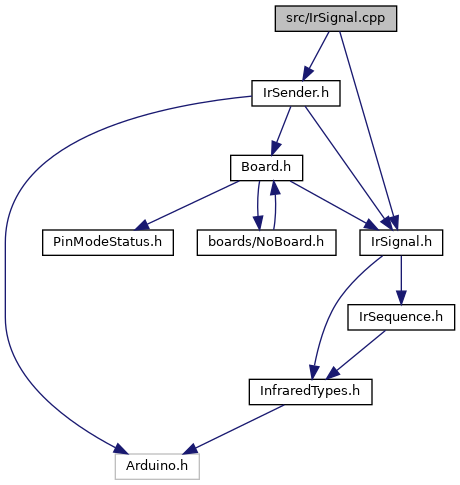 src/IrSignal.cpp
IrSender.h
Board.h
PinModeStatus.h
boards/NoBoard.h
IrSignal.h
IrSequence.h
InfraredTypes.h
Arduino.h